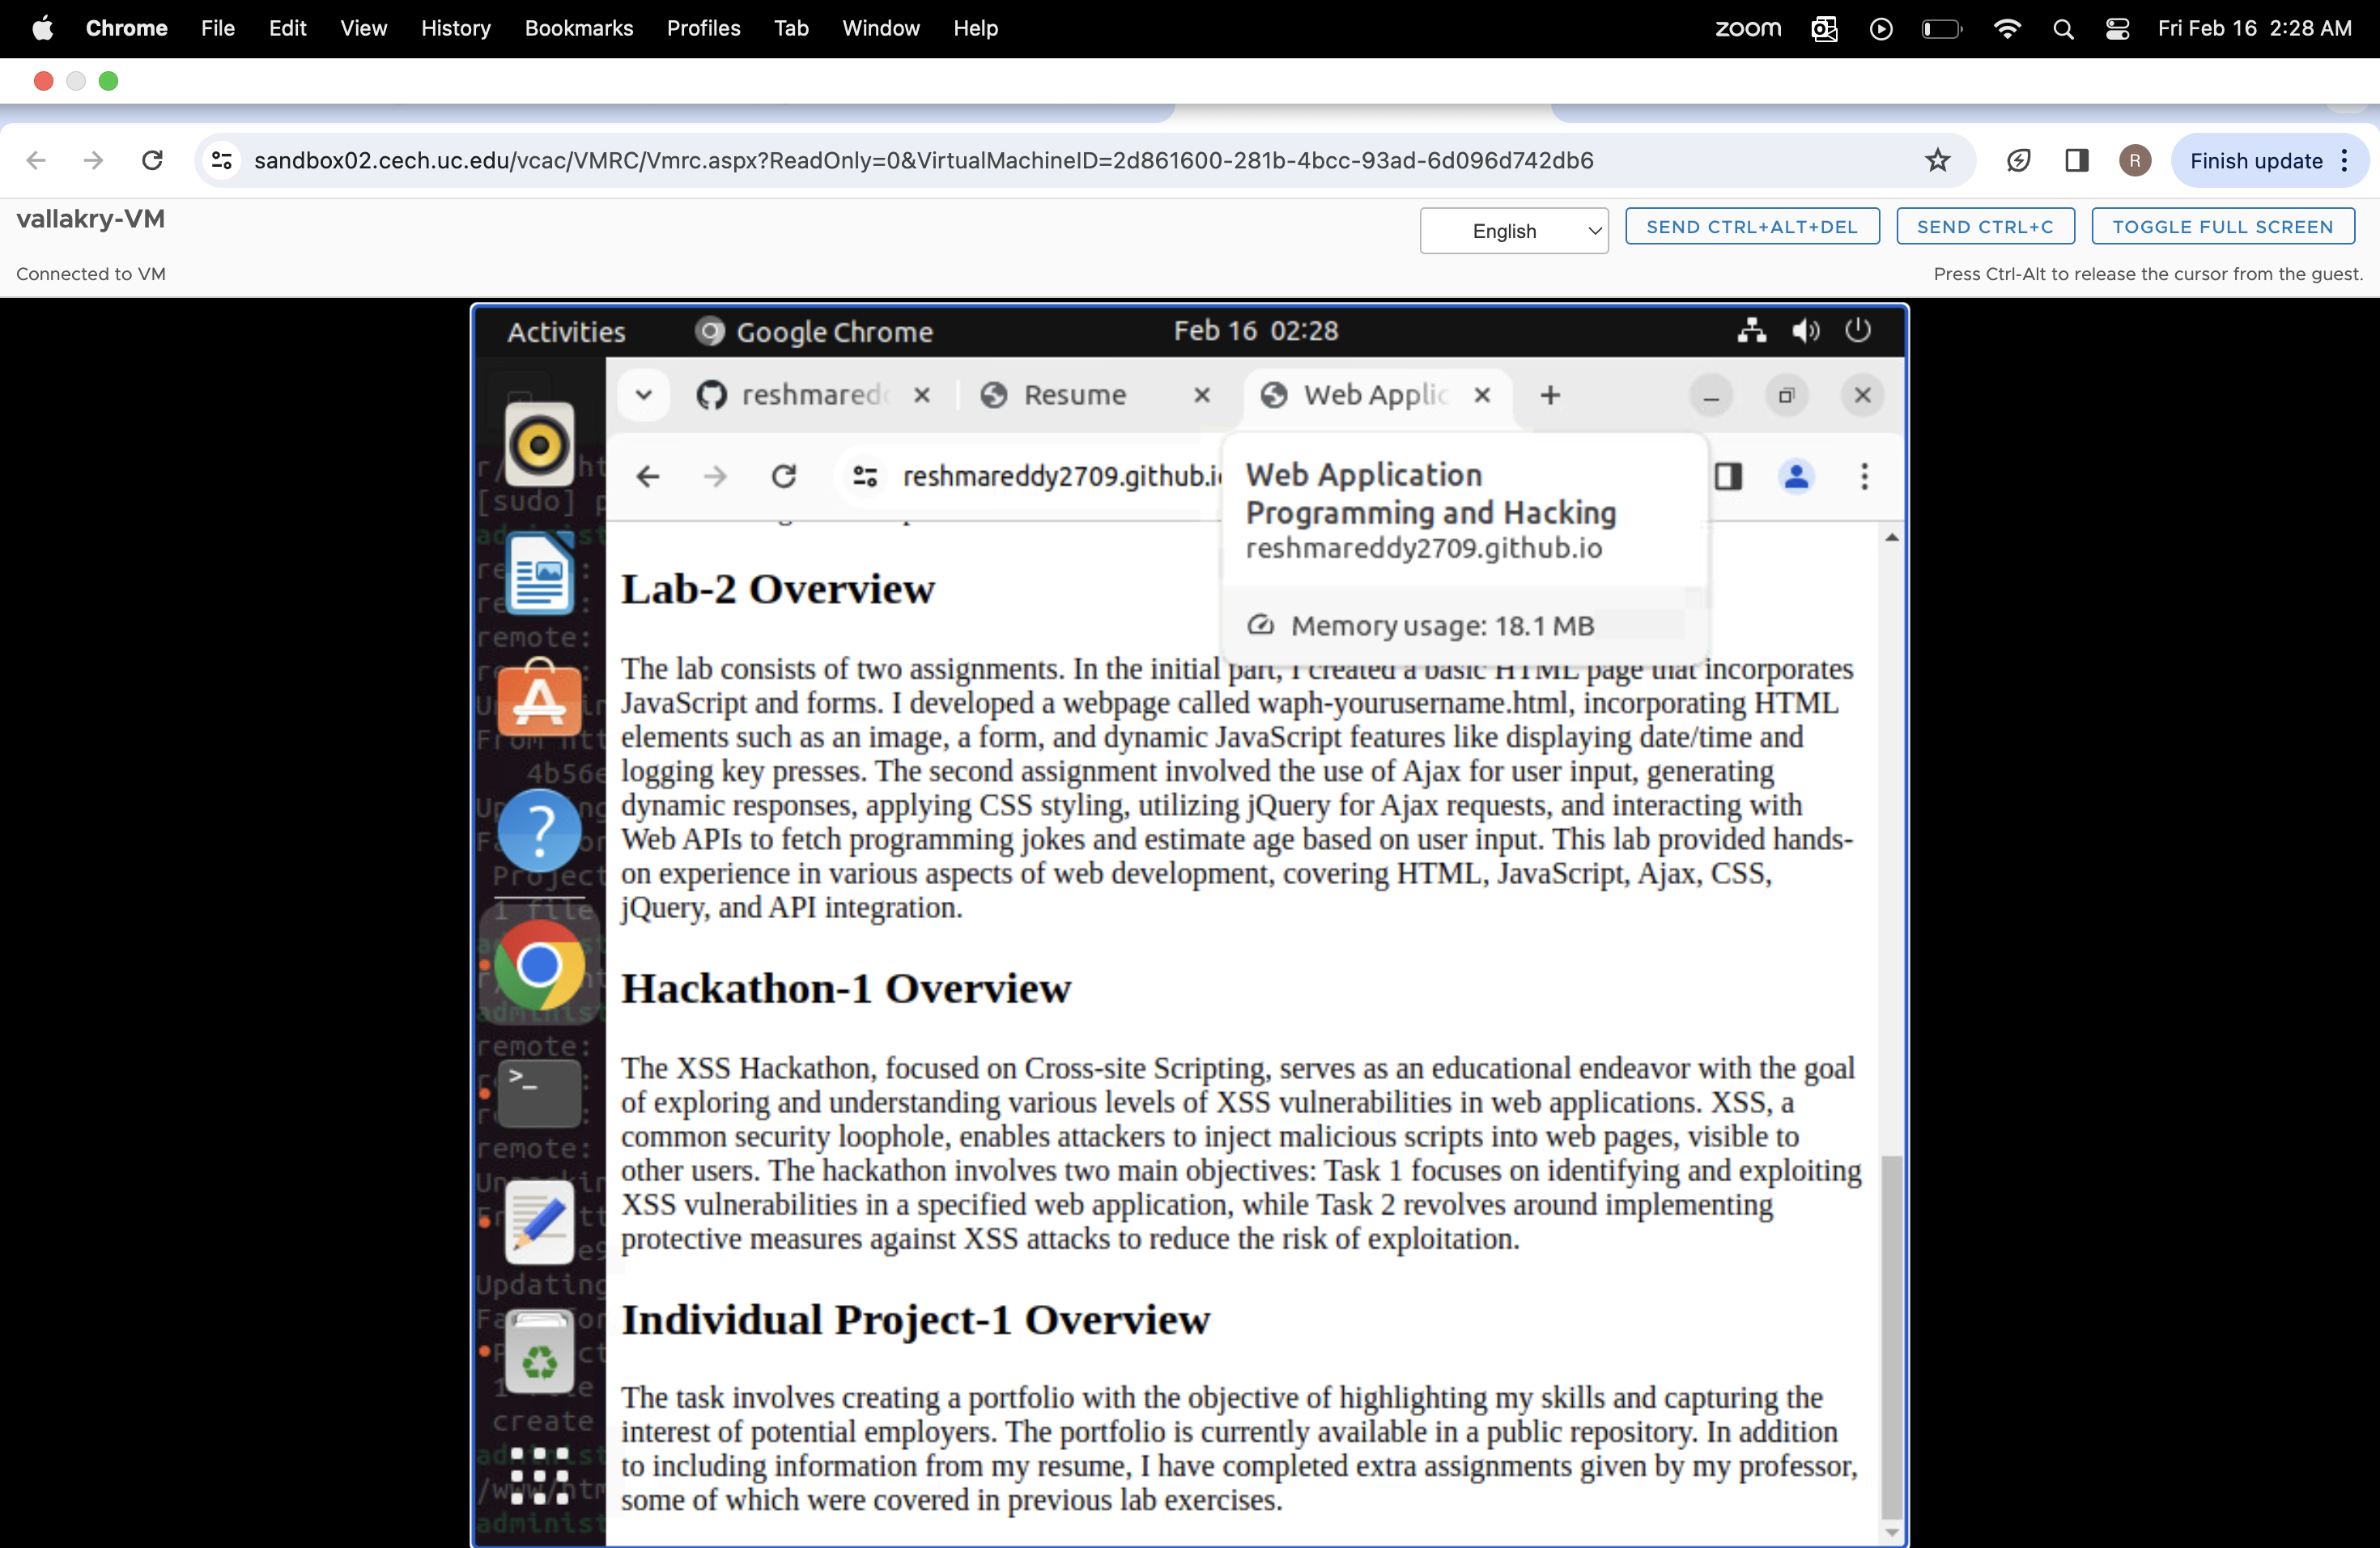 Chrome File Edit View History Bookmarks Profiles Tab Window Help zoom Fri Feb 16 2:28 AM
sandbox02.cech.uc.edu/vcac/VMRC/Vmrc.aspx?ReadOnly=0&VirtualMachineID=2d861600-281b-4bcc-93ad-6d096d742db6 R Finish update
vallakry-VM English SEND CTRL+ALT+DEL SEND CTRL+C TOGGLE FULL SCREEN
Connected to VM Press Ctrl-Alt to release the cursor from the guest.
Activities Google Chrome Feb 16 02:28
reshmaredd Resume Web Applic
reshmareddy2709.github.i
Web Application
Programming and Hacking
reshmareddy2709.github.io
Memory usage: 18.1 MB
[sudo] p
remote:
4b56e
Project
1 file
remote:
remote:
Updating
create
administ
Lab-2 Overview
The lab consists of two assignments. In the initial part, I created a basic HTML page that incorporates
JavaScript and forms. I developed a webpage called waph-yourusername.html, incorporating HTML
elements such as an image, a form, and dynamic JavaScript features like displaying date/time and
logging key presses. The second assignment involved the use of Ajax for user input, generating
dynamic responses, applying CSS styling, utilizing jQuery for Ajax requests, and interacting with
Web APIs to fetch programming jokes and estimate age based on user input. This lab provided hands-
on experience in various aspects of web development, covering HTML, JavaScript, Ajax, CSS,
jQuery, and API integration.
Hackathon-1 Overview
The XSS Hackathon, focused on Cross-site Scripting, serves as an educational endeavor with the goal
of exploring and understanding various levels of XSS vulnerabilities in web applications. XSS, a
common security loophole, enables attackers to inject malicious scripts into web pages, visible to
other users. The hackathon involves two main objectives: Task 1 focuses on identifying and exploiting
XSS vulnerabilities in a specified web application, while Task 2 revolves around implementing
protective measures against XSS attacks to reduce the risk of exploitation.
Individual Project-1 Overview
The task involves creating a portfolio with the objective of highlighting my skills and capturing the
interest of potential employers. The portfolio is currently available in a public repository. In addition
to including information from my resume, I have completed extra assignments given by my professor,
some of which were covered in previous lab exercises.